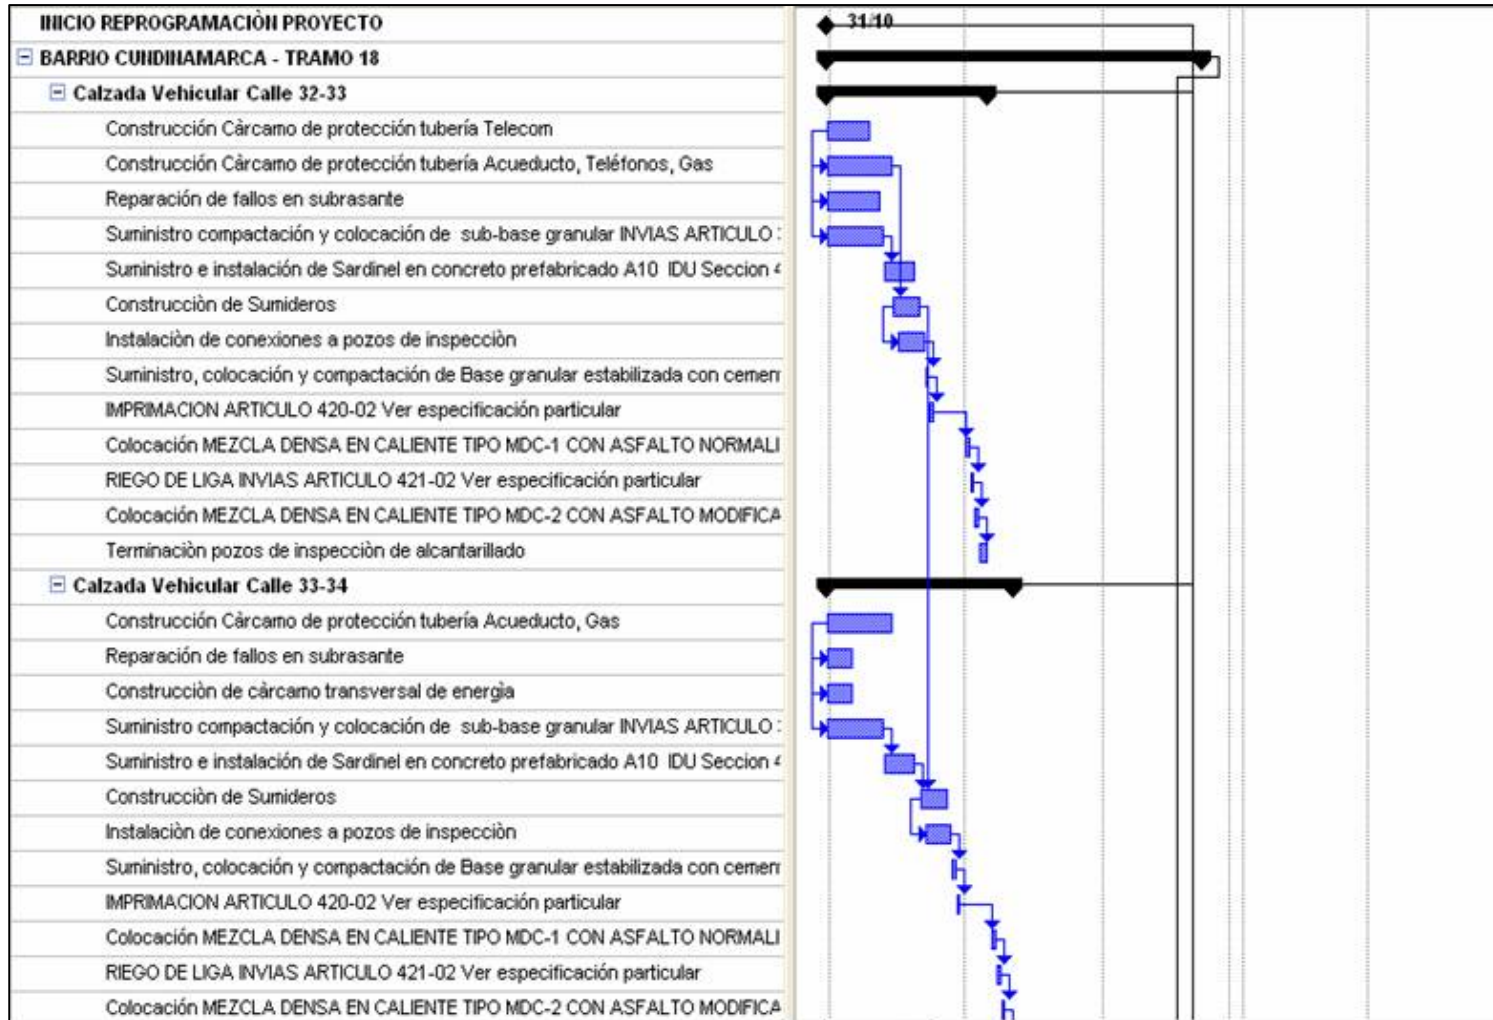 INICIO REPROGRAMACIÒN PROYECTO
31/10
BARRIO CUNDINAMARCA - TRAMO 18
Calzada Vehicular Calle 32-33
Construcción Càrcamo de protección tubería Telecom
Construcción Càrcamo de protección tubería Acueducto, Teléfonos, Gas
Reparación de fallos en subrasante
Suministro compactación y colocación de sub-base granular INVIAS ARTICULO
Suministro e instalación de Sardinel en concreto prefabricado A10 IDU Seccion 4
Construcciòn de Sumideros
Instalaciòn de conexiones a pozos de inspecciòn
Suministro, colocación y compactación de Base granular estabilizada con cemen
IMPRIMACION ARTICULO 420-02 Ver especificación particular
Colocación MEZCLA DENSA EN CALIENTE TIPO MDC-1 CON ASFALTO NORMALI
RIEGO DE LIGA INVIAS ARTICULO 421-02 Ver especificación particular
Colocación MEZCLA DENSA EN CALIENTE TIPO MDC-2 CON ASFALTO MODIFICA
Terminaciòn pozos de inspecciòn de alcantarillado
Calzada Vehicular Calle 33-34
Construcción Càrcamo de protección tubería Acueducto, Gas
Reparación de fallos en subrasante
Construcciòn de càrcamo transversal de energìa
Suministro compactación y colocación de sub-base granular INVIAS ARTICULO
Suministro e instalación de Sardinel en concreto prefabricado A10 IDU Seccion 4
Construcciòn de Sumideros
Instalaciòn de conexiones a pozos de inspecciòn
Suministro, colocación y compactación de Base granular estabilizada con cemen
IMPRIMACION ARTICULO 420-02 Ver especificación particular
Colocación MEZCLA DENSA EN CALIENTE TIPO MDC-1 CON ASFALTO NORMALI
RIEGO DE LIGA INVIAS ARTICULO 421-02 Ver especificación particular
Colocación MEZCLA DENSA EN CALIENTE TIPO MDC-2 CON ASFALTO MODIFICA